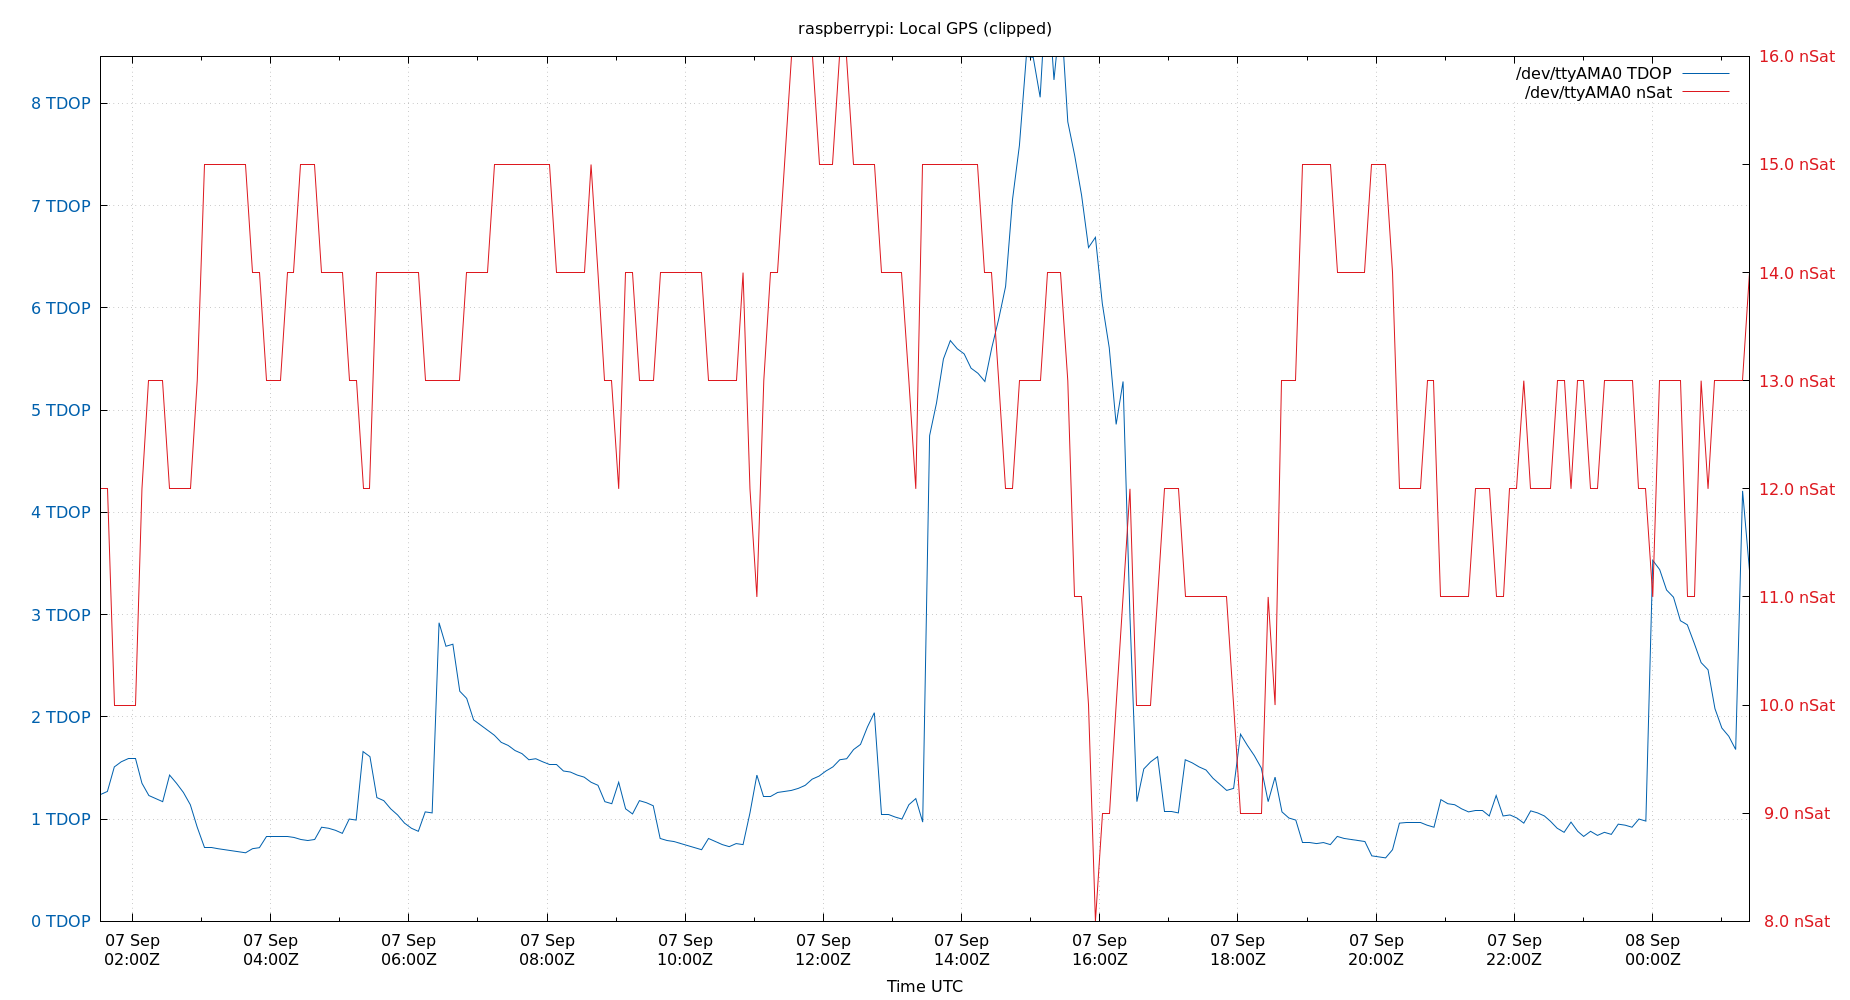 raspberrypi: Local GPS (clipped)
/dev/ttyAMA0 TDOP
/dev/ttyAMA0 nSat
8 TDOP
7 TDOP
6 TDOP
5 TDOP
4 TDOP
3 TDOP
2 TDOP
1 TDOP
0 TDOP
16.0 nSat
15.0 nSat
14.0 nSat
13.0 nSat
12.0 nSat
11.0 nSat
10.0 nSat
9.0 nSat
8.0 nSat
07 Sep
02:00Z
07 Sep
04:00Z
07 Sep
06:00Z
07 Sep
08:00Z
07 Sep
10:00Z
07 Sep
12:00Z
07 Sep
14:00Z
07 Sep
16:00Z
07 Sep
18:00Z
07 Sep
20:00Z
07 Sep
22:00Z
08 Sep
00:00Z
Time UTC